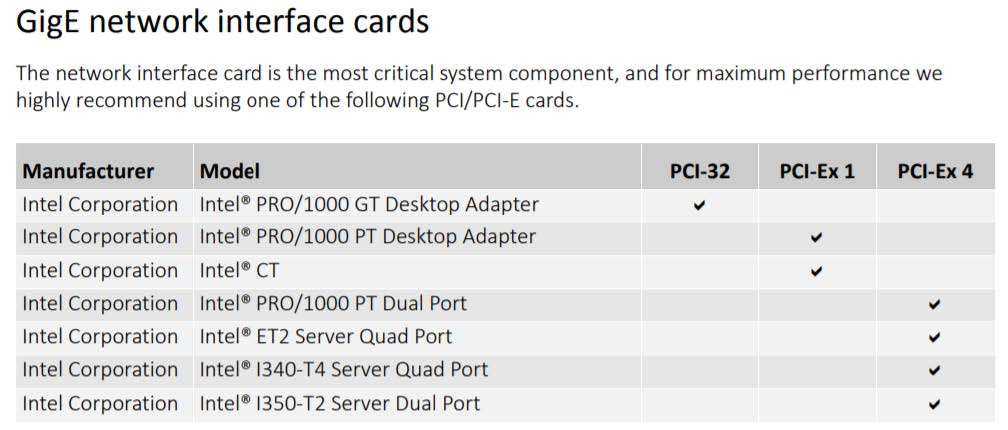 GigE network interface cards
The network interface card is the most critical system component, and for maximum performance we
highly recommend using one of the following PCI/PCI-E cards.
Manufacturer Model PCI-32 PCI-Ex 1 PCI-Ex 4
Intel Corporation Intel® PRO/1000 GT Desktop Adapter ✔
Intel Corporation Intel® PRO/1000 PT Desktop Adapter ✔
Intel Corporation Intel® CT ✔
Intel Corporation Intel® PRO/1000 PT Dual Port ✔
Intel Corporation Intel® ET2 Server Quad Port ✔
Intel Corporation Intel® I340-T4 Server Quad Port ✔
Intel Corporation Intel® I350-T2 Server Dual Port ✔